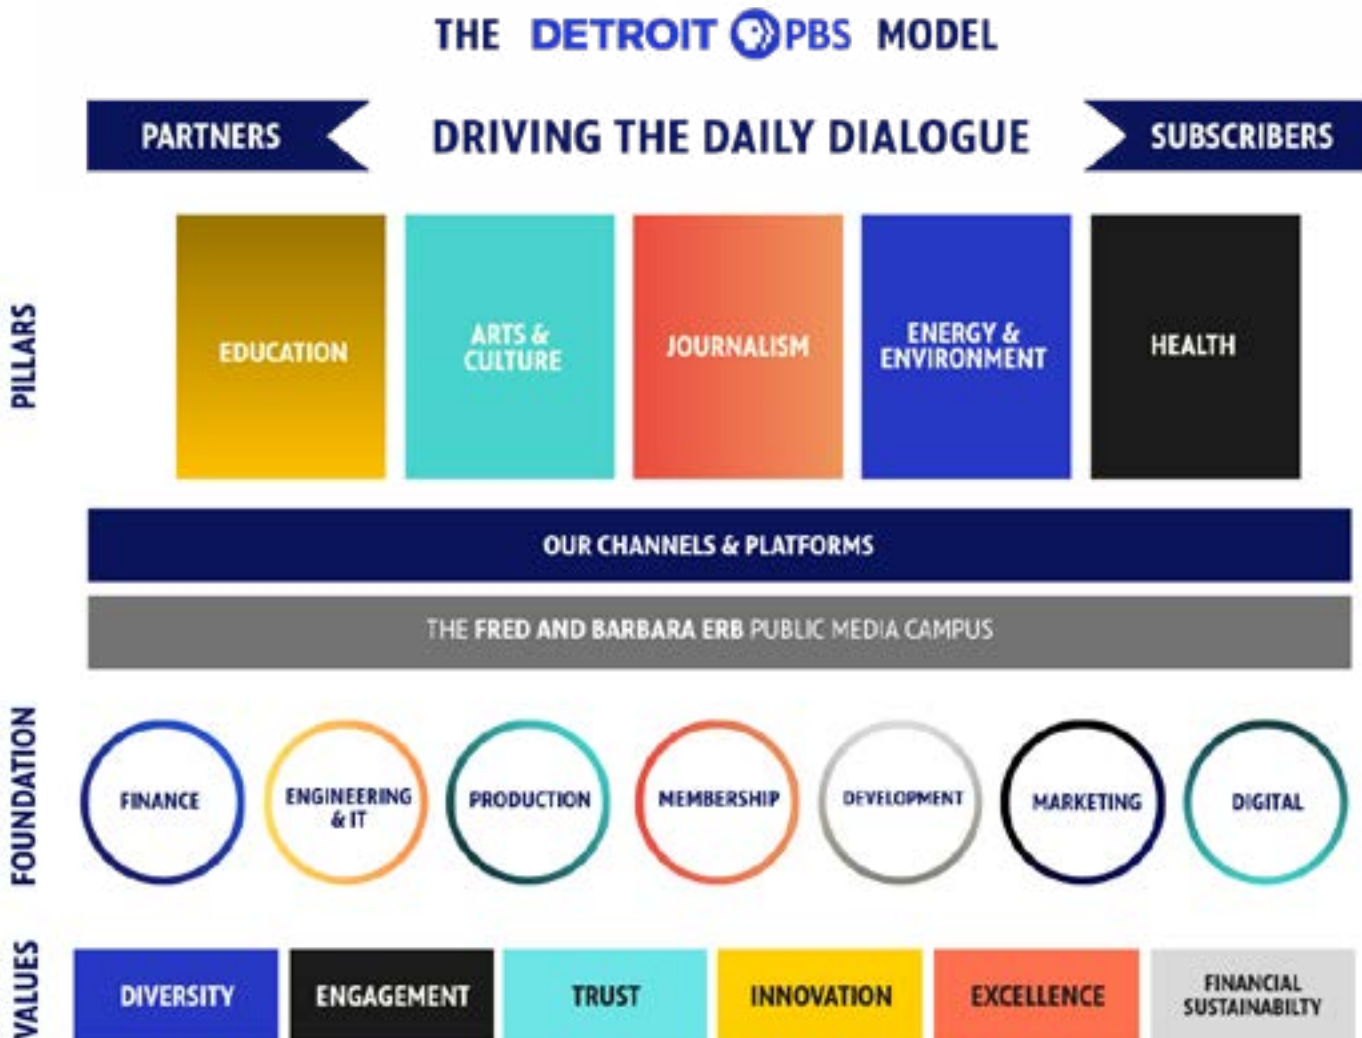 THE DETROIT PBS MODEL
PARTNERS
DRIVING THE DAILY DIALOGUE
SUBSCRIBERS
PILLARS
EDUCATION
ARTS &
CULTURE
JOURNALISM
ENERGY &
ENVIRONMENT
HEALTH
OUR CHANNELS & PLATFORMS
THE FRED AND BARBARA ERB PUBLIC MEDIA CAMPUS
FOUNDATION
FINANCE
ENGINEERING
& IT
PRODUCTION
MEMBERSHIP
DEVELOPMENT
MARKETING
DIGITAL
VALUES
DIVERSITY
ENGAGEMENT
TRUST
INNOVATION
EXCELLENCE
FINANCIAL
SUSTAINABILTY